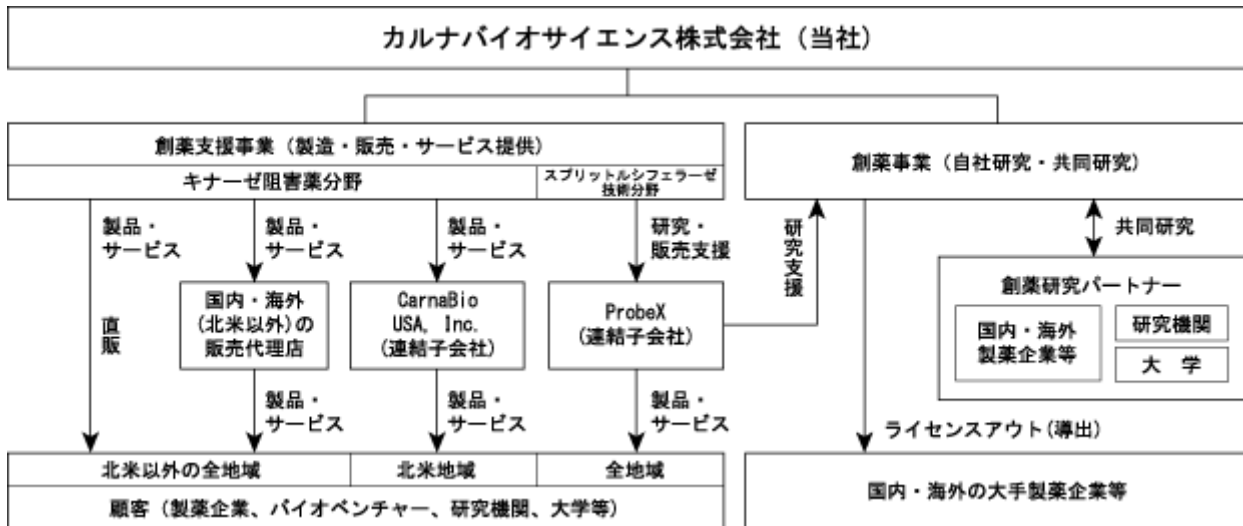 カルナバイオサイエンス株式会社（当社）
創薬支援事業（製造・販売・サービス提供）
キナーゼ阻害薬分野
スプリットルシフェラーゼ
技術分野
創薬事業（自社研究・共同研究）
製品・
サービス
製品・
サービス
製品・
サービス
研究・
販売支援
研究支援
共同研究
直販
国内・海外
(北米以外)の
販売代理店
CarnaBio
USA, Inc.
(連結子会社)
ProbeX
(連結子会社)
創薬研究パートナー
国内・海外
製薬企業等
研究機関
大　学
製品・
サービス
製品・
サービス
製品・
サービス
ライセンスアウト(導出)
北米以外の全地域
北米地域
全地域
顧客（製薬企業、バイオベンチャー、研究機関、大学等）
国内・海外の大手製薬企業等